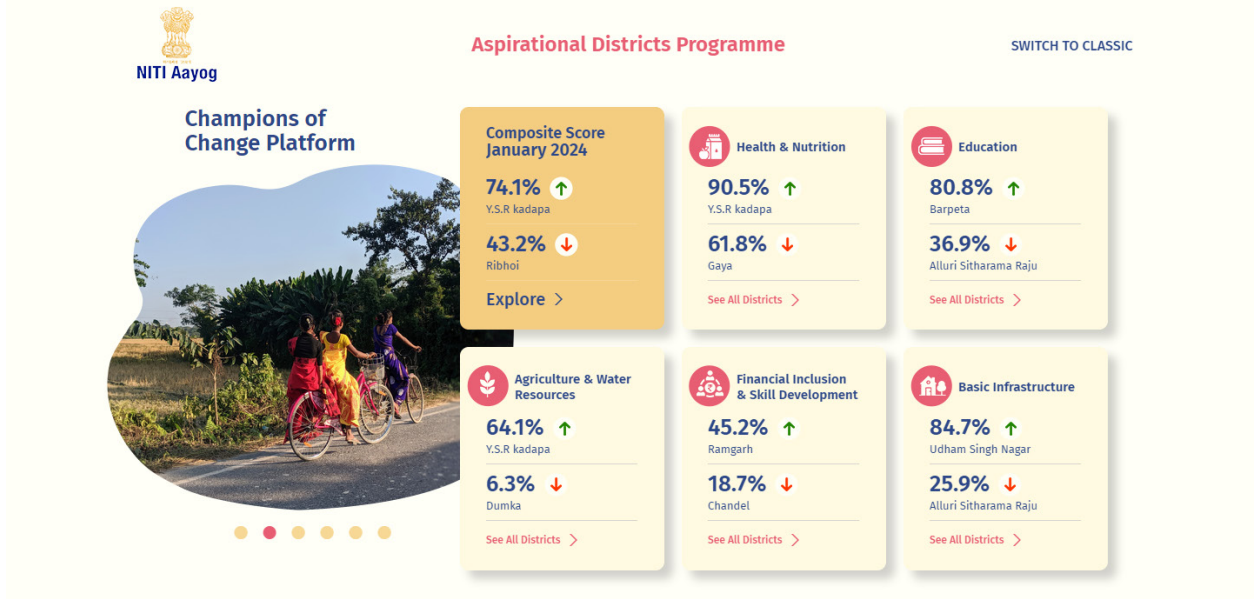 NITI Aayog
Aspirational Districts Programme
SWITCH TO CLASSIC
Champions of
Change Platform
Composite Score
January 2024
74.1%
Y.S.R kadapa
43.2%
Ribhoi
Explore >
Health & Nutrition
90.5%
Y.S.R kadapa
61.8%
Gaya
See All Districts >
Education
80.8%
Barpeta
36.9%
Alluri Sitharama Raju
See All Districts >
Agriculture & Water
Resources
64.1%
Y.S.R kadapa
6.3%
Dumka
See All Districts >
Financial Inclusion
& Skill Development
45.2%
Ramgarh
18.7%
Chandel
See All Districts >
Basic Infrastructure
84.7%
Udham Singh Nagar
25.9%
Alluri Sitharama Raju
See All Districts >